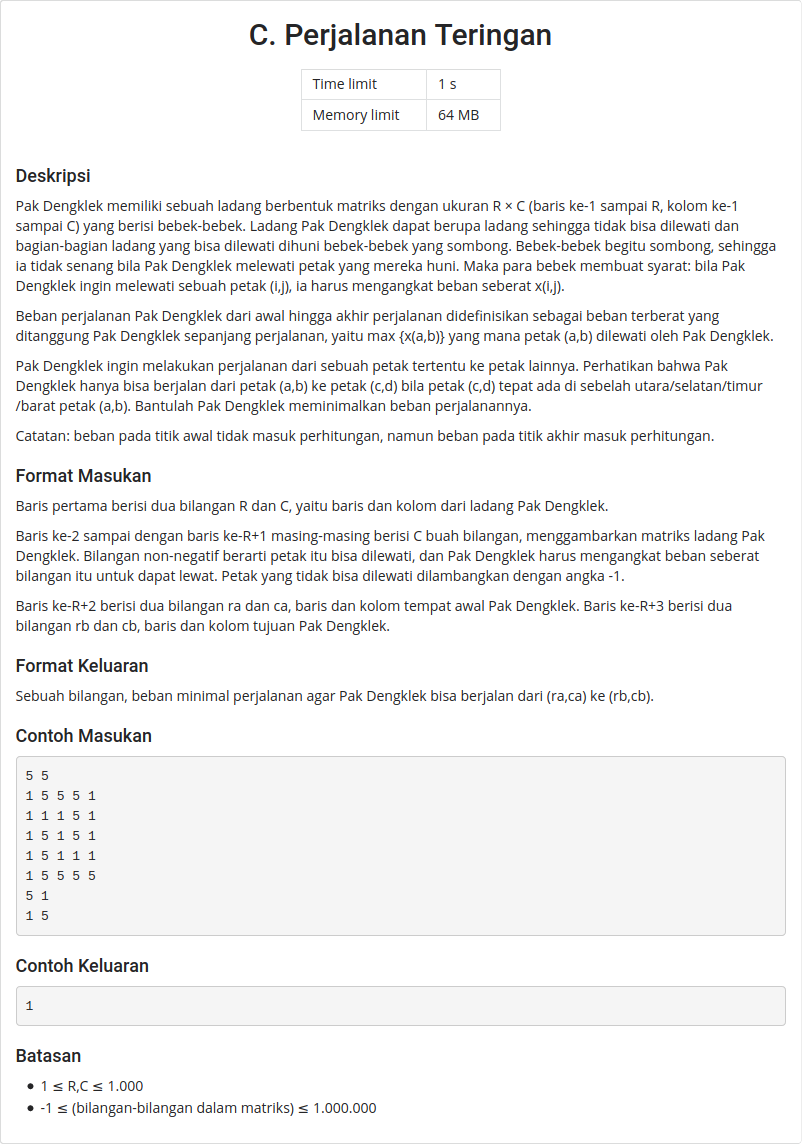 C. Perjalanan Teringan
Time limit 1 s
Memory limit 64 MB
Deskripsi
Pak Dengklek memiliki sebuah ladang berbentuk matriks dengan ukuran R × C (baris ke-1 sampai R, kolom ke-1
sampai C) yang berisi bebek-bebek. Ladang Pak Dengklek dapat berupa ladang sehingga tidak bisa dilewati dan
bagian-bagian ladang yang bisa dilewati dihuni bebek-bebek yang sombong. Bebek-bebek begitu sombong, sehingga
ia tidak senang bila Pak Dengklek melewati petak yang mereka huni. Maka para bebek membuat syarat: bila Pak
Dengklek ingin melewati sebuah petak (i,j), ia harus mengangkat beban seberat x(i,j).
Beban perjalanan Pak Dengklek dari awal hingga akhir perjalanan didefinisikan sebagai beban terberat yang
ditanggung Pak Dengklek sepanjang perjalanan, yaitu max {x(a,b)} yang mana petak (a,b) dilewati oleh Pak Dengklek.
Pak Dengklek ingin melakukan perjalanan dari sebuah petak tertentu ke petak lainnya. Perhatikan bahwa Pak
Dengklek hanya bisa berjalan dari petak (a,b) ke petak (c,d) bila petak (c,d) tepat ada di sebelah utara/selatan/timur
/barat petak (a,b). Bantulah Pak Dengklek meminimalkan beban perjalanannya.
Catatan: beban pada titik awal tidak masuk perhitungan, namun beban pada titik akhir masuk perhitungan.
Format Masukan
Baris pertama berisi dua bilangan R dan C, yaitu baris dan kolom dari ladang Pak Dengklek.
Baris ke-2 sampai dengan baris ke-R+1 masing-masing berisi C buah bilangan, menggambarkan matriks ladang Pak
Dengklek. Bilangan non-negatif berarti petak itu bisa dilewati, dan Pak Dengklek harus mengangkat beban seberat
bilangan itu untuk dapat lewat. Petak yang tidak bisa dilewati dilambangkan dengan angka -1.
Baris ke-R+2 berisi dua bilangan ra dan ca, baris dan kolom tempat awal Pak Dengklek. Baris ke-R+3 berisi dua
bilangan rb dan cb, baris dan kolom tujuan Pak Dengklek.
Format Keluaran
Sebuah bilangan, beban minimal perjalanan agar Pak Dengklek bisa berjalan dari (ra,ca) ke (rb,cb).
Contoh Masukan
5 5
1 5 5 5 1
1 1 1 5 1
1 5 1 5 1
1 5 1 1 1
1 5 5 5 5
5 1
1 5
Contoh Keluaran
1
Batasan
• 1 ≤ R,C ≤ 1.000
• -1 ≤ (bilangan-bilangan dalam matriks) ≤ 1.000.000